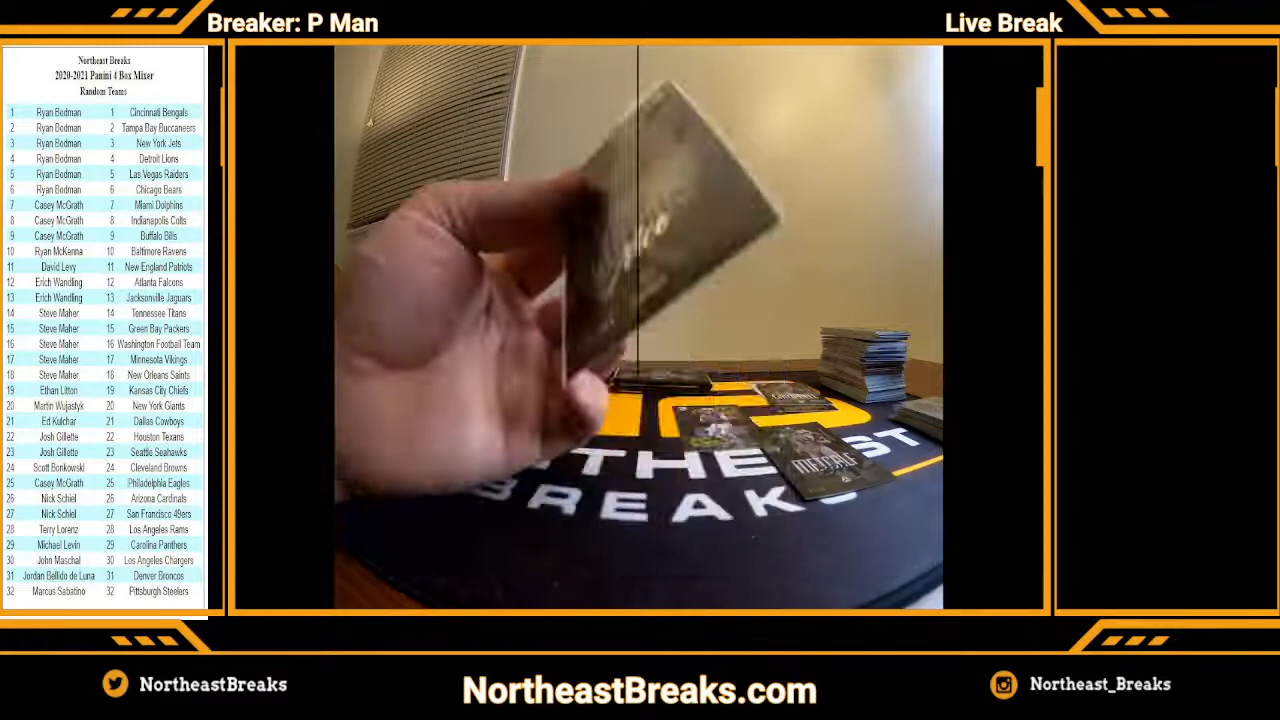 Breaker: P Man
Live Break
Northeast Breaks
2020-2021 Panini 4 Box Mixer
Random Teams
1 Ryan Bodman 1 Cincinnati Bengals
2 Ryan Bodman 2 Tampa Bay Buccaneers
3 Ryan Bodman 3 New York Jets
4 Ryan Bodman 4 Detroit Lions
5 Ryan Bodman 5 Las Vegas Raiders
6 Ryan Bodman 6 Chicago Bears
7 Casey McGrath 7 Miami Dolphins
8 Casey McGrath 8 Indianapolis Colts
9 Casey McGrath 9 Buffalo Bills
10 Ryan McKenna 10 Baltimore Ravens
11 David Levy 11 New England Patriots
12 Erich Wandling 12 Atlanta Falcons
13 Erich Wandling 13 Jacksonville Jaguars
14 Steve Maher 14 Tennessee Titans
15 Steve Maher 15 Green Bay Packers
16 Steve Maher 16 Washington Football Team
17 Steve Maher 17 Minnesota Vikings
18 Steve Maher 18 New Orleans Saints
19 Ethan Litton 19 Kansas City Chiefs
20 Martin Wujastyk 20 New York Giants
21 Ed Kulchar 21 Dallas Cowboys
22 Josh Gillette 22 Houston Texans
23 Josh Gillette 23 Seattle Seahawks
24 Scott Bonkowski 24 Cleveland Browns
25 Casey McGrath 25 Philadelphia Eagles
26 Nick Schiel 26 Arizona Cardinals
27 Nick Schiel 27 San Francisco 49ers
28 Terry Lorenz 28 Los Angeles Rams
29 Michael Levin 29 Carolina Panthers
30 John Maschal 30 Los Angeles Chargers
31 Jordan Bellido de Luna 31 Denver Broncos
32 Marcus Sabatino 32 Pittsburgh Steelers
METCALF
BREAKS
NortheastBreaks
NortheastBreaks.com
Northeast_Breaks